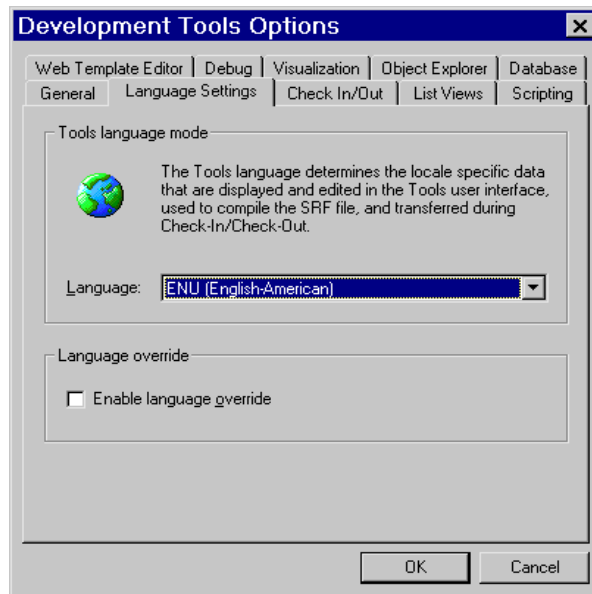 Development Tools Options
Web Template Editor Debug Visualization Object Explorer Database
General Language Settings Check In/Out List Views Scripting
Tools language mode
The Tools language determines the locale specific data
that are displayed and edited in the Tools user interface,
used to compile the SRF file, and transferred during
Check-In/Check-Out.
Language: ENU (English-American)
Language override
Enable language override
OK Cancel